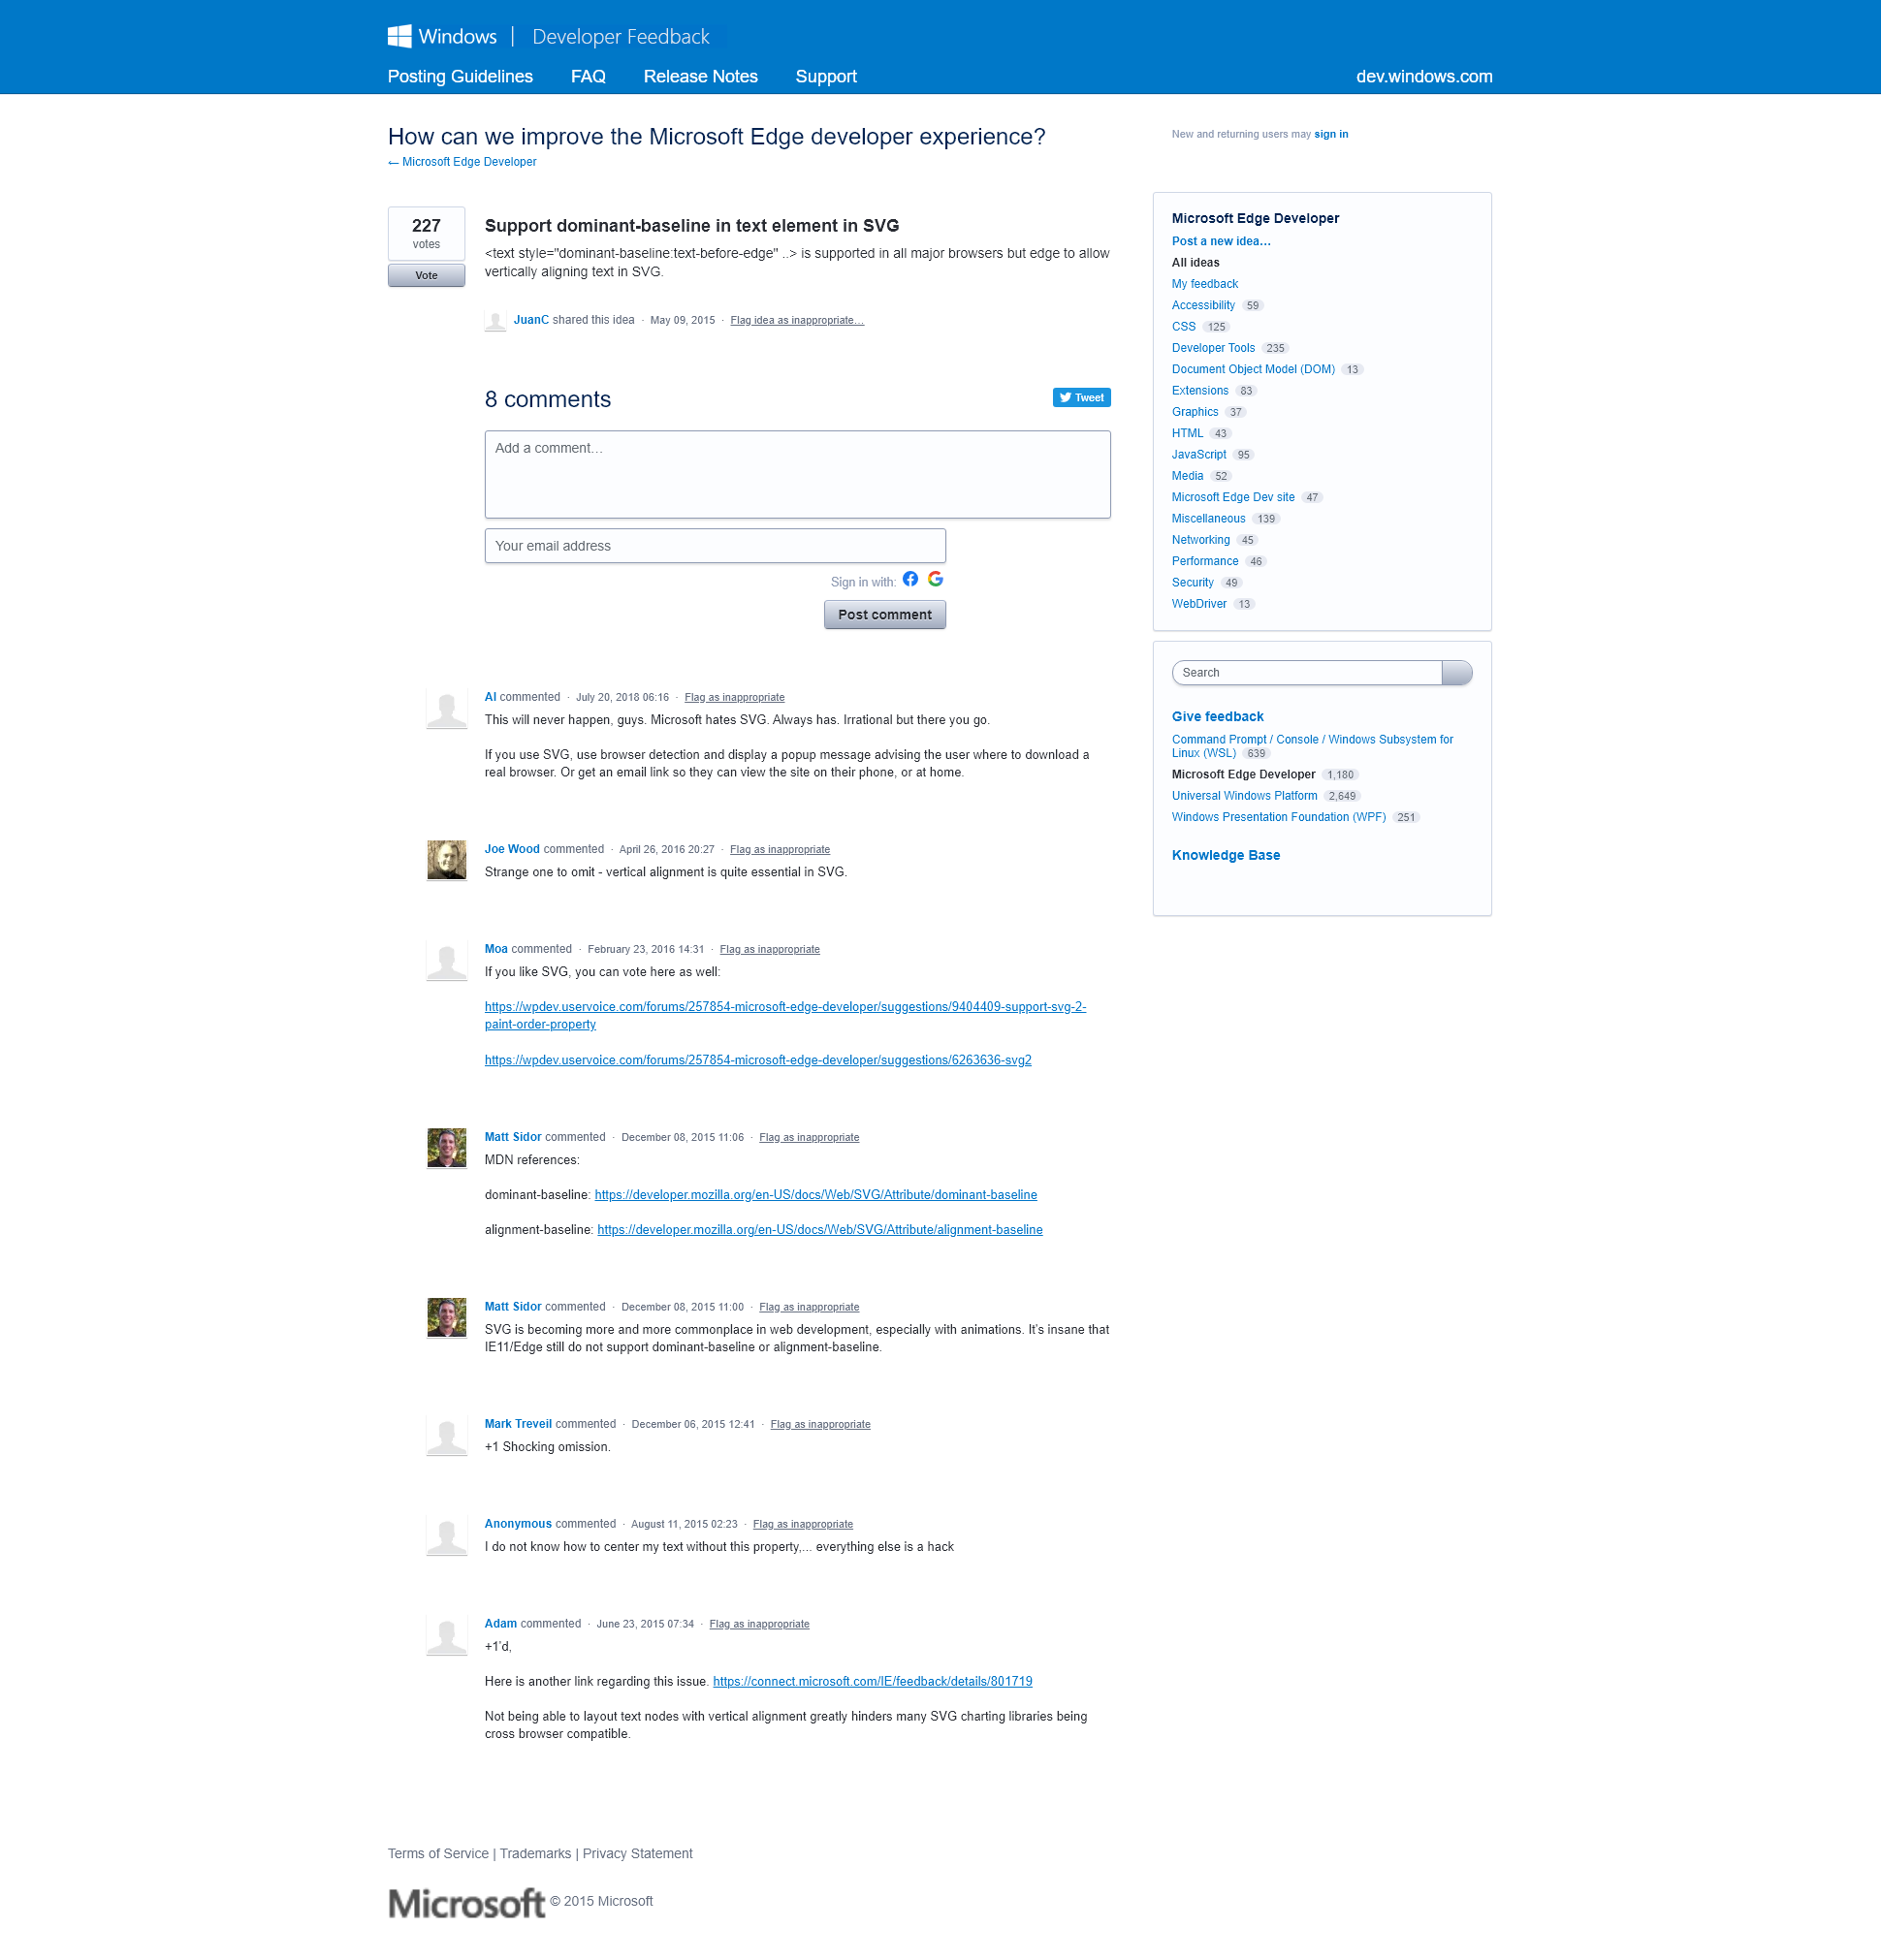 Windows | Developer Feedback
Posting Guidelines FAQ Release Notes Support dev.windows.com
How can we improve the Microsoft Edge developer experience?
← Microsoft Edge Developer
New and returning users may sign in
227
votes
Vote
Support dominant-baseline in text element in SVG
<text style="dominant-baseline:text-before-edge" ..> is supported in all major browsers but edge to allow
vertically aligning text in SVG.
JuanC shared this idea · May 09, 2015 · Flag idea as inappropriate…
8 comments
Tweet
Add a comment…
Your email address
Sign in with:
Post comment
Al commented · July 20, 2018 06:16 · Flag as inappropriate
This will never happen, guys. Microsoft hates SVG. Always has. Irrational but there you go.
If you use SVG, use browser detection and display a popup message advising the user where to download a
real browser. Or get an email link so they can view the site on their phone, or at home.
Joe Wood commented · April 26, 2016 20:27 · Flag as inappropriate
Strange one to omit - vertical alignment is quite essential in SVG.
Moa commented · February 23, 2016 14:31 · Flag as inappropriate
If you like SVG, you can vote here as well:
https://wpdev.uservoice.com/forums/257854-microsoft-edge-developer/suggestions/9404409-support-svg-2-
paint-order-property
https://wpdev.uservoice.com/forums/257854-microsoft-edge-developer/suggestions/6263636-svg2
Matt Sidor commented · December 08, 2015 11:06 · Flag as inappropriate
MDN references:
dominant-baseline: https://developer.mozilla.org/en-US/docs/Web/SVG/Attribute/dominant-baseline
alignment-baseline: https://developer.mozilla.org/en-US/docs/Web/SVG/Attribute/alignment-baseline
Matt Sidor commented · December 08, 2015 11:00 · Flag as inappropriate
SVG is becoming more and more commonplace in web development, especially with animations. It's insane that
IE11/Edge still do not support dominant-baseline or alignment-baseline.
Mark Treveil commented · December 06, 2015 12:41 · Flag as inappropriate
+1 Shocking omission.
Anonymous commented · August 11, 2015 02:23 · Flag as inappropriate
I do not know how to center my text without this property,... everything else is a hack
Adam commented · June 23, 2015 07:34 · Flag as inappropriate
+1'd,
Here is another link regarding this issue. https://connect.microsoft.com/IE/feedback/details/801719
Not being able to layout text nodes with vertical alignment greatly hinders many SVG charting libraries being
cross browser compatible.
Microsoft Edge Developer
Post a new idea…
All ideas
My feedback
Accessibility 59
CSS 125
Developer Tools 235
Document Object Model (DOM) 13
Extensions 83
Graphics 37
HTML 43
JavaScript 95
Media 52
Microsoft Edge Dev site 47
Miscellaneous 139
Networking 45
Performance 46
Security 49
WebDriver 13
Search
Give feedback
Command Prompt / Console / Windows Subsystem for
Linux (WSL) 639
Microsoft Edge Developer 1,180
Universal Windows Platform 2,649
Windows Presentation Foundation (WPF) 251
Knowledge Base
Terms of Service | Trademarks | Privacy Statement
Microsoft © 2015 Microsoft